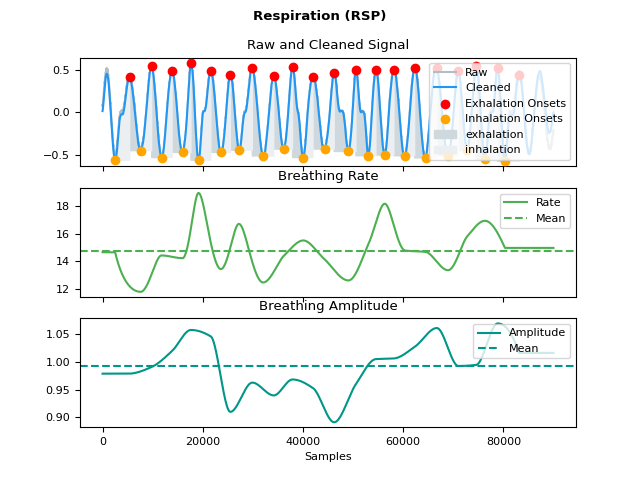 Respiration (RSP)
Raw and Cleaned Signal
0.5
0.0
−0.5
Raw
Cleaned
Exhalation Onsets
Inhalation Onsets
exhalation
inhalation
Breathing Rate
18
16
14
12
Rate
Mean
Breathing Amplitude
1.05
1.00
0.95
0.90
Amplitude
Mean
0 20000 40000 60000 80000
Samples